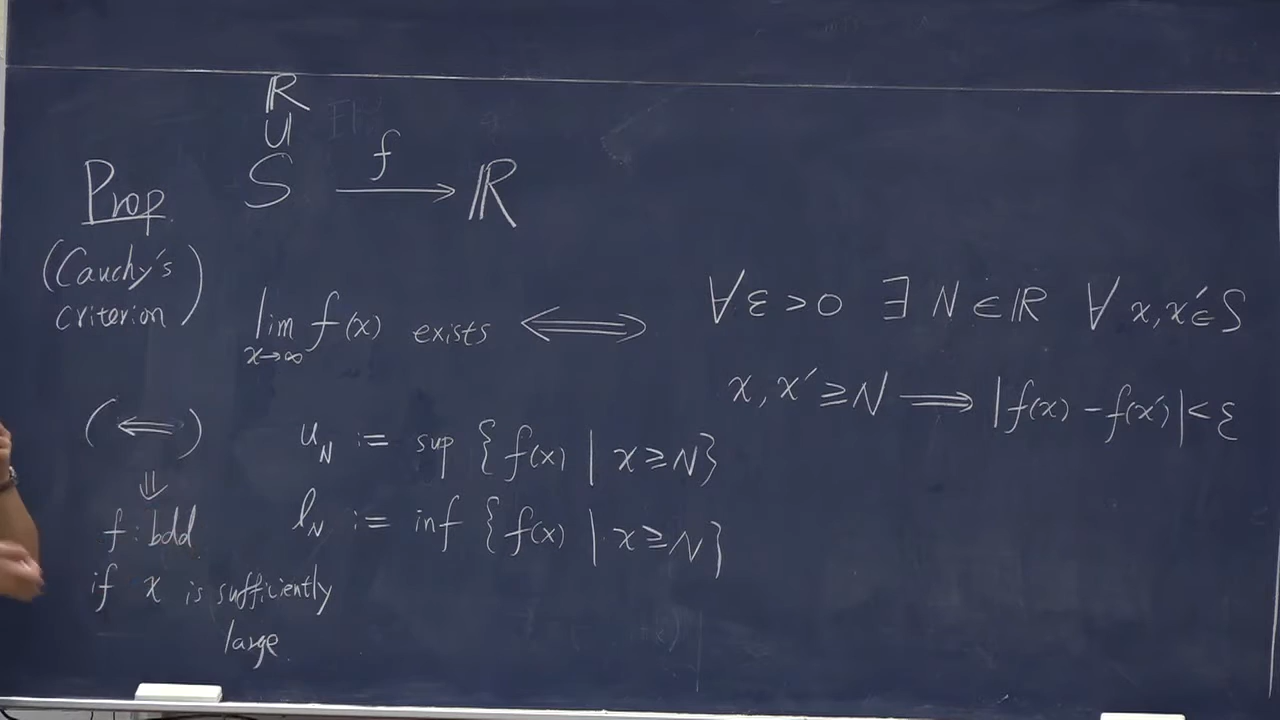 ℝ
∪
S —f→ ℝ
Prop.
(Cauchy's
criterion)
lim f(x) exists ⟺ ∀ε>0 ∃N∈ℝ ∀x,x'∈S
x→∞
x, x' ≥ N ⟹ |f(x) - f(x')| < ε
(⟸) u_N := sup {f(x) | x ≥ N}
⇓
f : bdd l_N := inf {f(x) | x ≥ N}
if x is sufficiently
large.